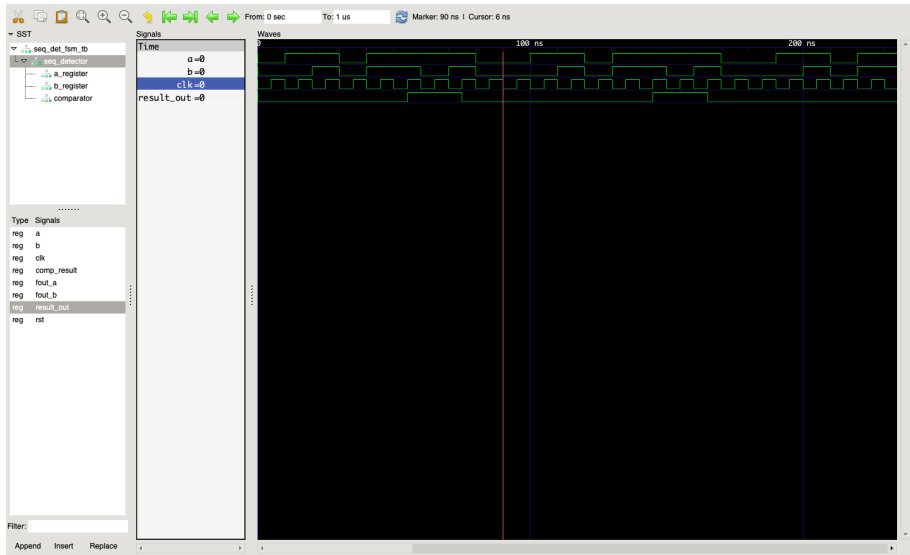 From: 0 sec To: 1 us Marker: 90 ns | Cursor: 6 ns
SST
seq_det_fsm_tb
seq_detector
a_register
b_register
comparator
Type Signals
reg a
reg b
reg clk
reg comp_result
reg fout_a
reg fout_b
reg result_out
reg rst
Filter:
Append Insert Replace
Signals
Time
a=0
b=0
clk=0
result_out=0
Waves
0 100 ns 200 ns